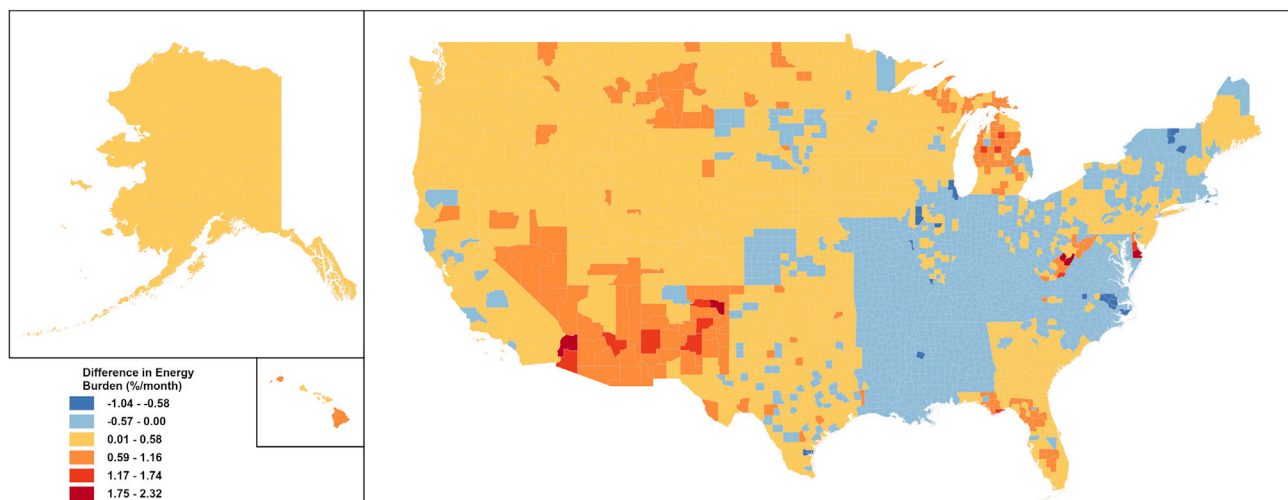 Difference in Energy
Burden (%/month)
-1.04 - -0.58
-0.57 - 0.00
0.01 - 0.58
0.59 - 1.16
1.17 - 1.74
1.75 - 2.32